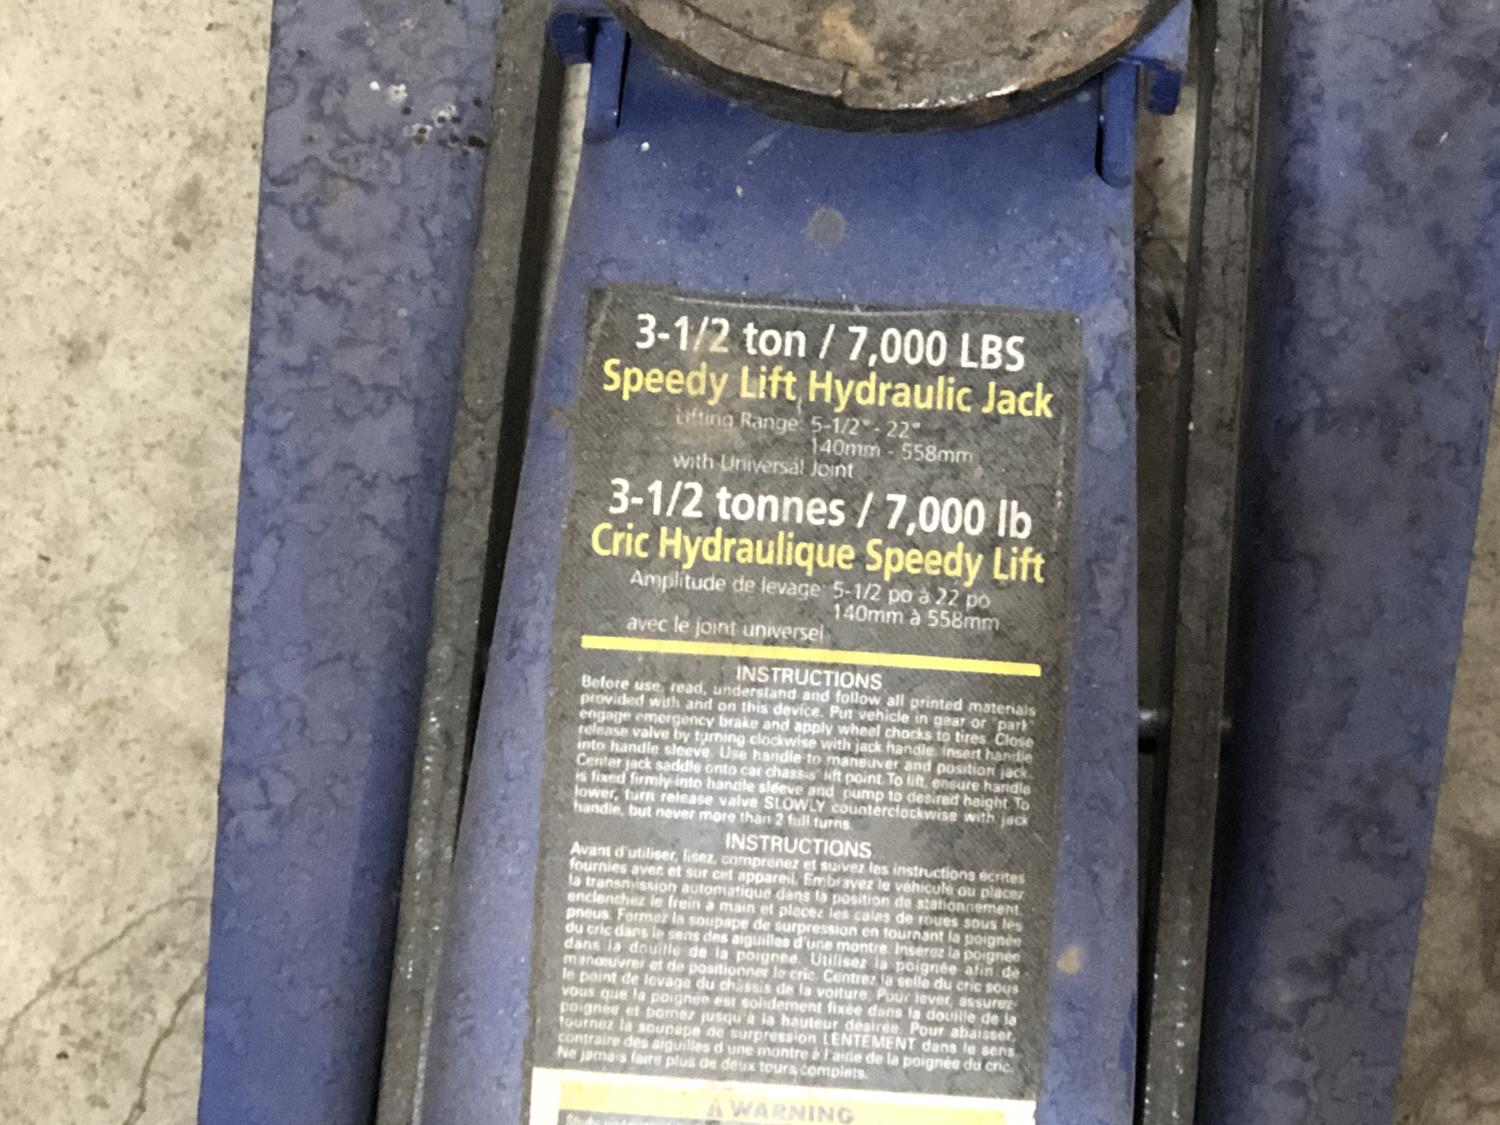 3-1/2 ton / 7,000 LBS
Speedy Lift Hydraulic Jack
Lifting Range: 5-1/2" - 22"
140mm - 558mm
with Universal Joint
3-1/2 tonnes / 7,000 lb
Cric Hydraulique Speedy Lift
Amplitude de levage: 5-1/2 po à 22 po
140mm à 558mm
avec le joint universel
INSTRUCTIONS
Before use, read, understand and follow all printed materials
provided with and on this device. Put vehicle in gear or "park"
engage emergency brake and apply wheel chocks to tires. Close
release valve by turning clockwise with jack handle. Insert handle
into handle sleeve. Use handle to maneuver and position jack.
Center jack saddle onto car chassis' lift point. To lift, ensure handle
is fixed firmly into handle sleeve and pump to desired height. To
lower, turn release valve SLOWLY counterclockwise with jack
handle, but never more than 2 full turns.
INSTRUCTIONS
Avant d'utiliser, lisez, comprenez et suivez les instructions écrites
fournies avec et sur cet appareil. Embrayez le véhicule ou placez
la transmission automatique dans la position de stationnement,
enclenchez le frein à main et placez les cales de roues sous les
pneus. Fermez la soupape de surpression en tournant la poignée
du cric dans le sens des aiguilles d'une montre. Insérez la poignée
dans la douille de la poignée. Utilisez la poignée afin de
manœuvrer et de positionner le cric. Centrez la selle du cric sous
le point de levage du châssis de la voiture. Pour lever, assurez-
vous que la poignée est solidement fixée dans la douille de la
poignée et pompez jusqu'à la hauteur désirée. Pour abaisser,
tournez la soupape de surpression LENTEMENT dans le sens
contraire des aiguilles d'une montre à l'aide de la poignée du cric.
Ne jamais faire plus de deux tours complets.
WARNING